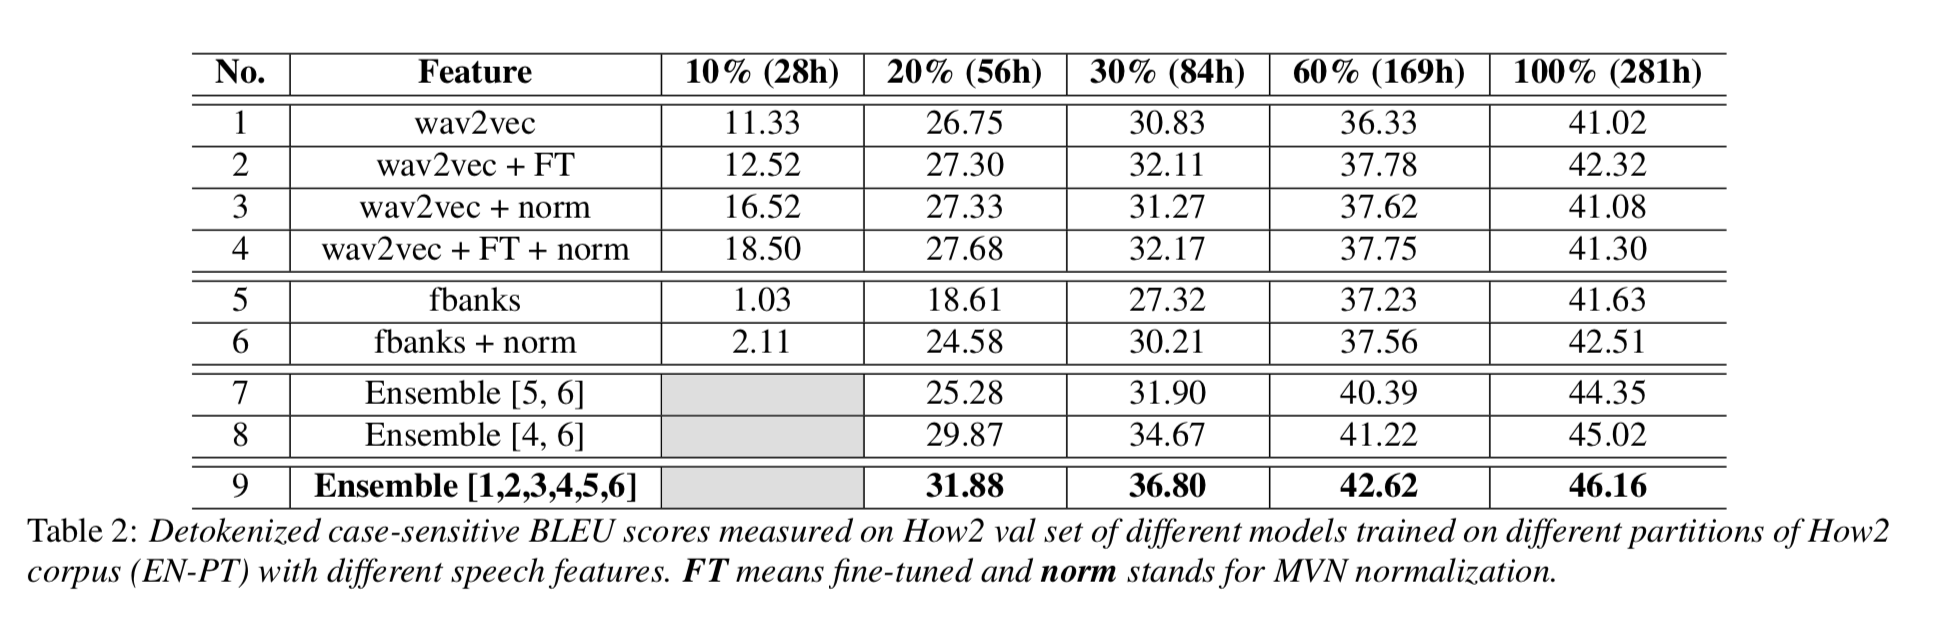 No. Feature 10% (28h) 20% (56h) 30% (84h) 60% (169h) 100% (281h)
1 wav2vec 11.33 26.75 30.83 36.33 41.02
2 wav2vec + FT 12.52 27.30 32.11 37.78 42.32
3 wav2vec + norm 16.52 27.33 31.27 37.62 41.08
4 wav2vec + FT + norm 18.50 27.68 32.17 37.75 41.30
5 fbanks 1.03 18.61 27.32 37.23 41.63
6 fbanks + norm 2.11 24.58 30.21 37.56 42.51
7 Ensemble [5, 6] 25.28 31.90 40.39 44.35
8 Ensemble [4, 6] 29.87 34.67 41.22 45.02
9 Ensemble [1,2,3,4,5,6] 31.88 36.80 42.62 46.16
Table 2: Detokenized case-sensitive BLEU scores measured on How2 val set of different models trained on different partitions of How2
corpus (EN-PT) with different speech features. FT means fine-tuned and norm stands for MVN normalization.